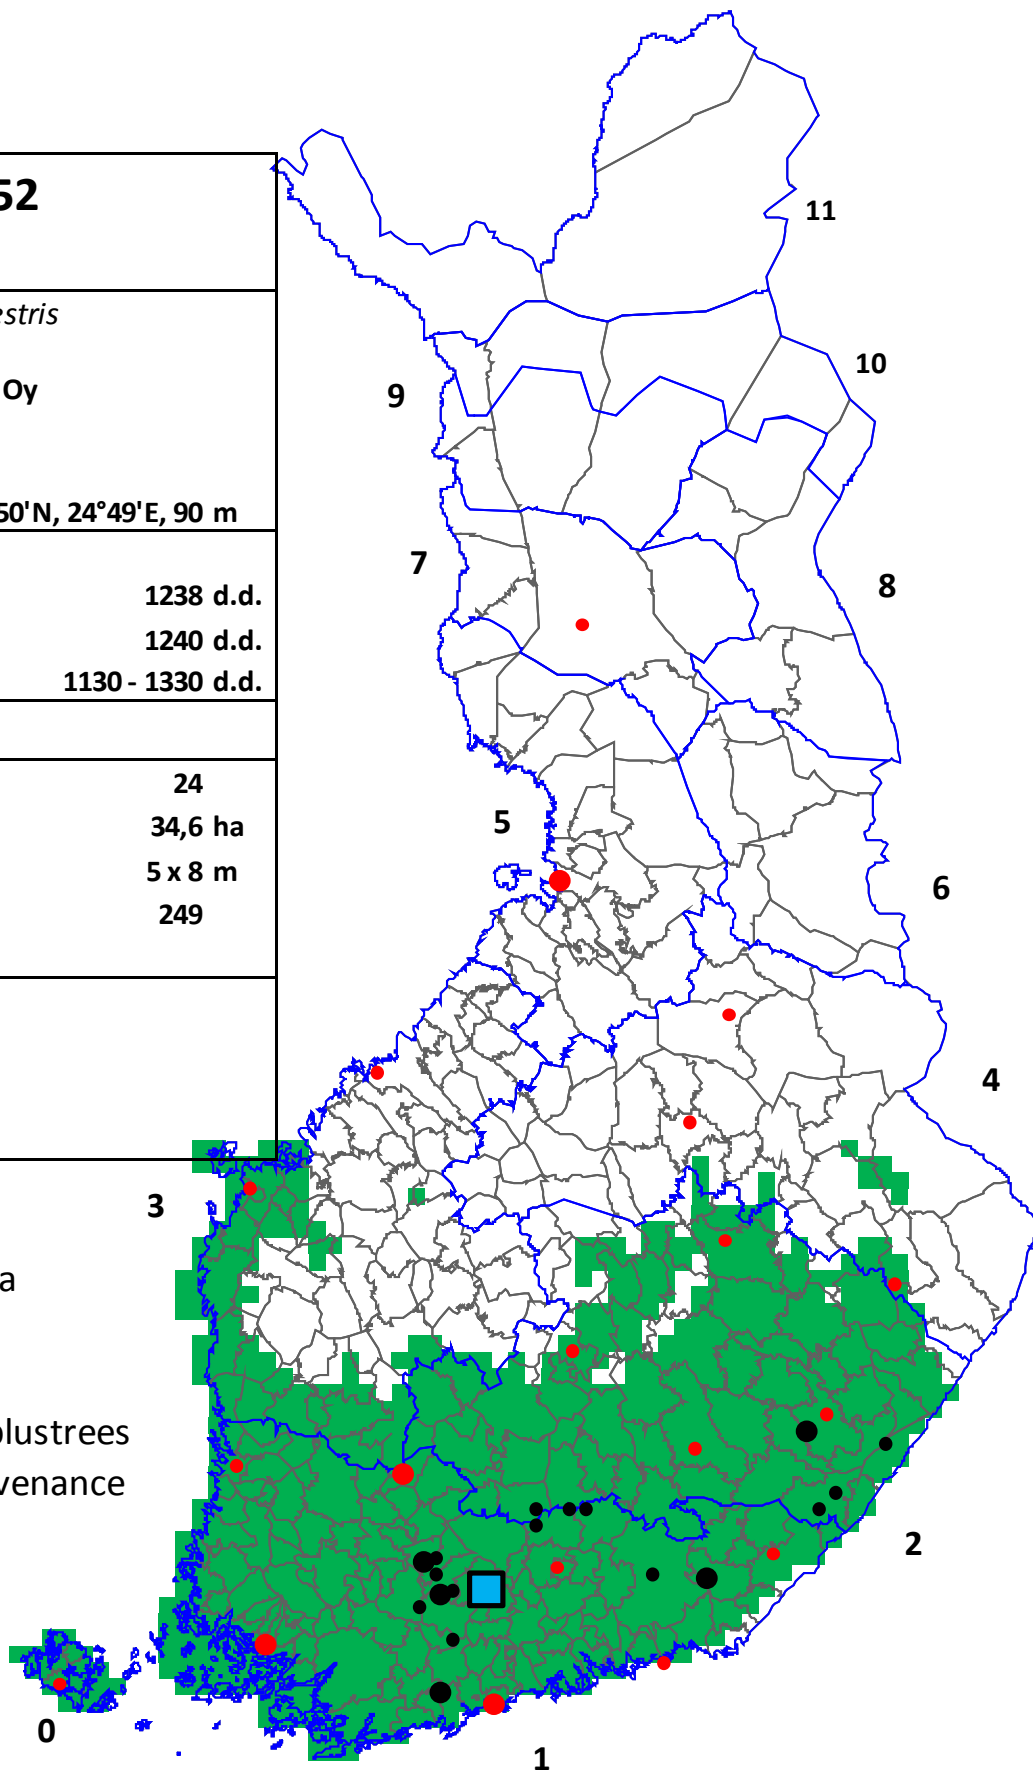 52
estris
Oy
50'N, 24°49'E, 90 m
1238 d.d.
1240 d.d.
1130 - 1330 d.d.
24
34,6 ha
5 x 8 m
249
a
plustrees
venance
11
10
9
7
8
5
6
4
3
2
0
1